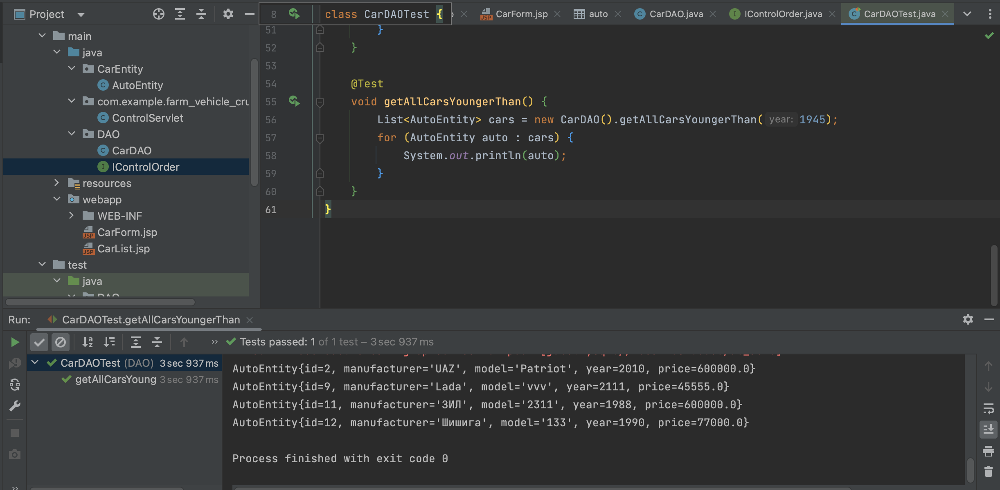 Project
8 class CarDAOTest {
CarForm.jsp
auto
CarDAO.java
IControlOrder.java
CarDAOTest.java
main
java
CarEntity
AutoEntity
com.example.farm_vehicle_cru
ControlServlet
DAO
CarDAO
IControlOrder
resources
webapp
WEB-INF
CarForm.jsp
CarList.jsp
test
java
DAO
51 }
52 }
53
54 @Test
55 void getAllCarsYoungerThan() {
56 List<AutoEntity> cars = new CarDAO().getAllCarsYoungerThan( year: 1945);
57 for (AutoEntity auto : cars) {
58 System.out.println(auto);
59 }
60 }
61 }
Run: CarDAOTest.getAllCarsYoungerThan
Tests passed: 1 of 1 test – 3 sec 937 ms
CarDAOTest (DAO) 3 sec 937 ms
getAllCarsYoung 3 sec 937 ms
AutoEntity{id=2, manufacturer='UAZ', model='Patriot', year=2010, price=600000.0}
AutoEntity{id=9, manufacturer='Lada', model='vvv', year=2111, price=45555.0}
AutoEntity{id=11, manufacturer='ЗИЛ', model='2311', year=1988, price=600000.0}
AutoEntity{id=12, manufacturer='Шишига', model='133', year=1990, price=77000.0}
Process finished with exit code 0